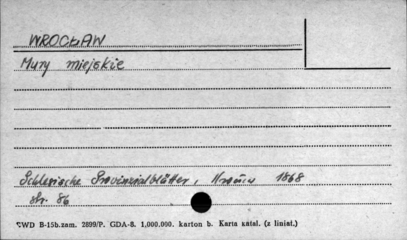 WROCŁAW
Mury miejskie
Schlesische Provinzialblätter, 1868
str. 86
CWD B-15b. zam. 2899/P. GDA-8. 1,000.000. karton b. Karta katal. (z liniat.)